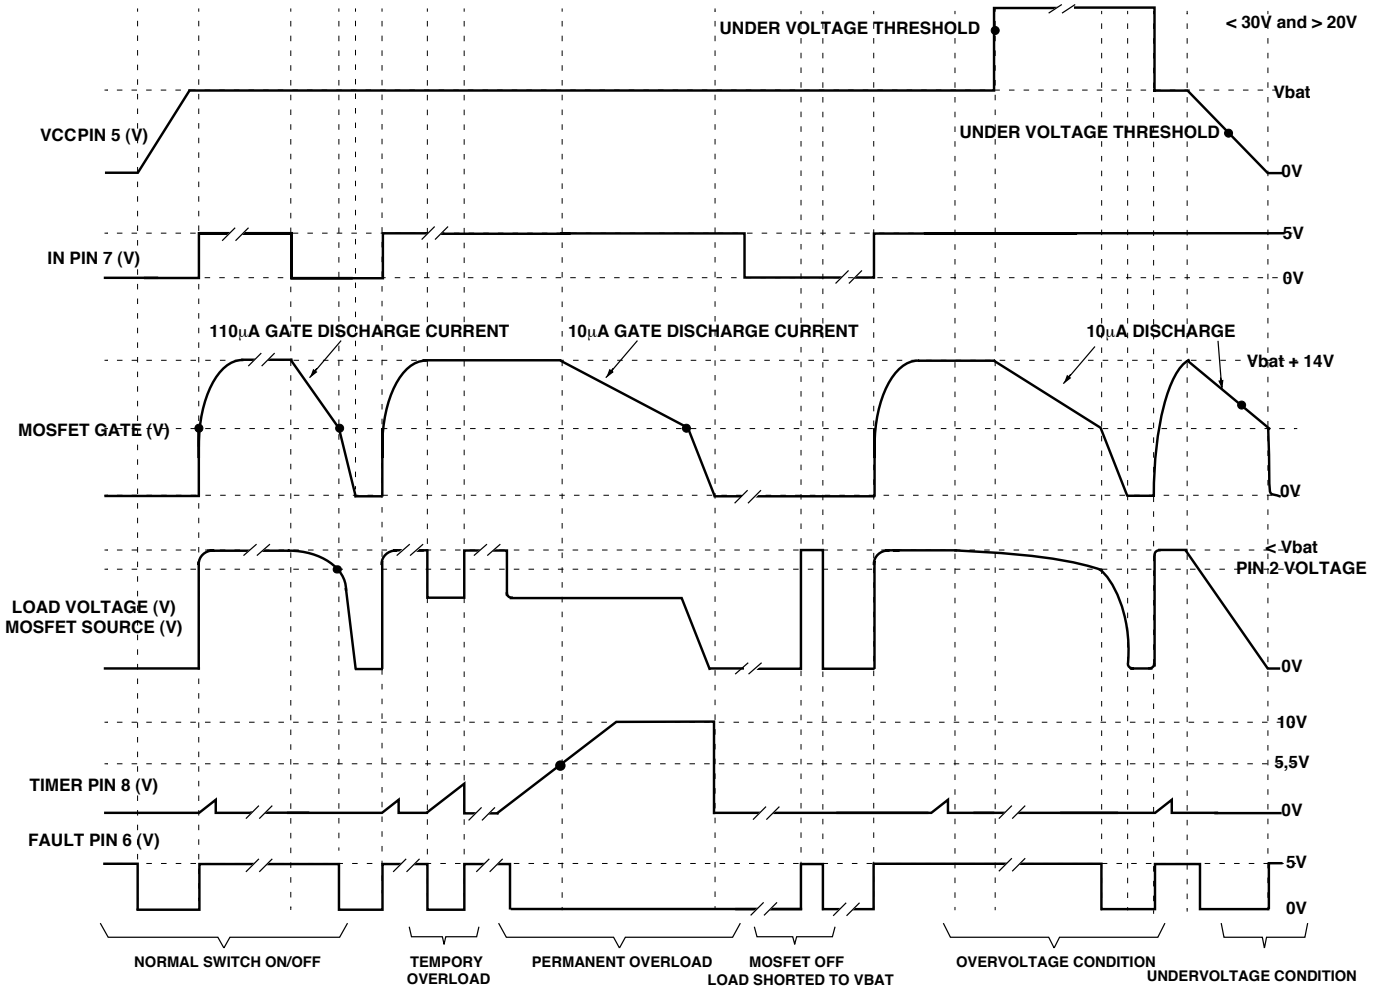 UNDER VOLTAGE THRESHOLD
< 30V and > 20V
Vbat
VCCPIN 5 (V)
UNDER VOLTAGE THRESHOLD
0V
5V
IN PIN 7 (V)
0V
110µA GATE DISCHARGE CURRENT
10µA GATE DISCHARGE CURRENT
10µA DISCHARGE
Vbat + 14V
MOSFET GATE (V)
0V
< Vbat
PIN 2 VOLTAGE
LOAD VOLTAGE (V)
MOSFET SOURCE (V)
0V
10V
5,5V
TIMER PIN 8 (V)
0V
FAULT PIN 6 (V)
5V
0V
NORMAL SWITCH ON/OFF
TEMPORY
OVERLOAD
PERMANENT OVERLOAD
MOSFET OFF
LOAD SHORTED TO VBAT
OVERVOLTAGE CONDITION
UNDERVOLTAGE CONDITION